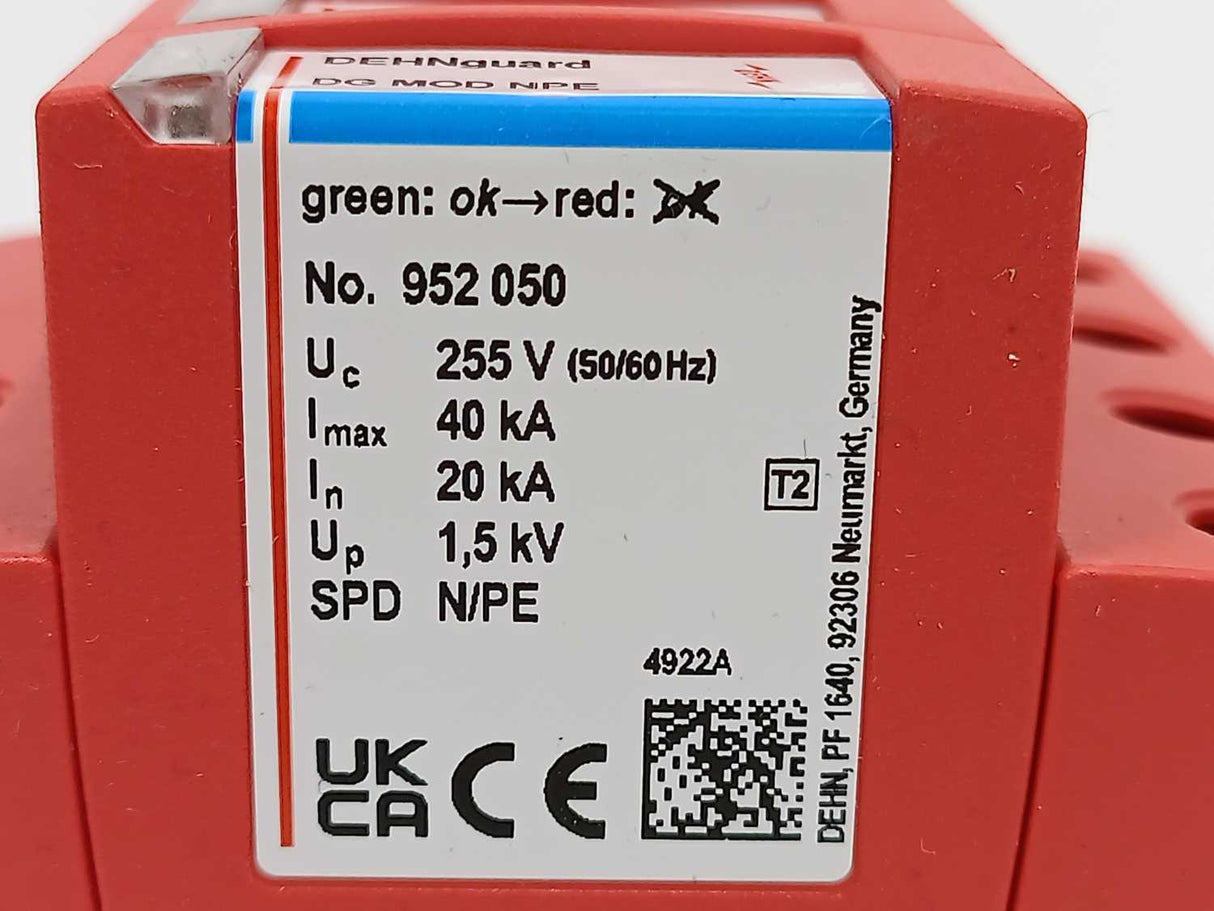 DEHNguard
DG MOD NPE
green: ok→red: ok
No. 952 050
Uc 255 V (50/60 Hz)
Imax 40 kA
In 20 kA
Up 1,5 kV
SPD N/PE
T2
4922A
UK
CA
CE
DEHN, PF 1640, 92306 Neumarkt, Germany